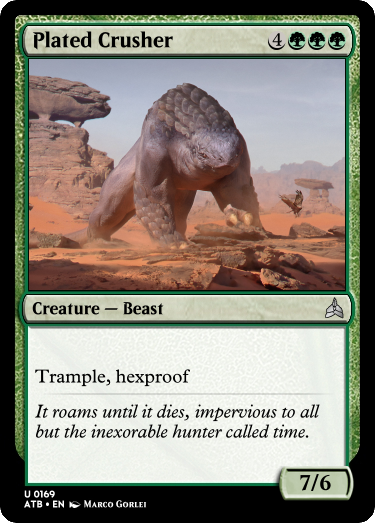 Plated Crusher 4
Creature — Beast
Trample, hexproof
It roams until it dies, impervious to all
but the inexorable hunter called time.
7/6
U 0169
ATB • EN Marco Gorlei